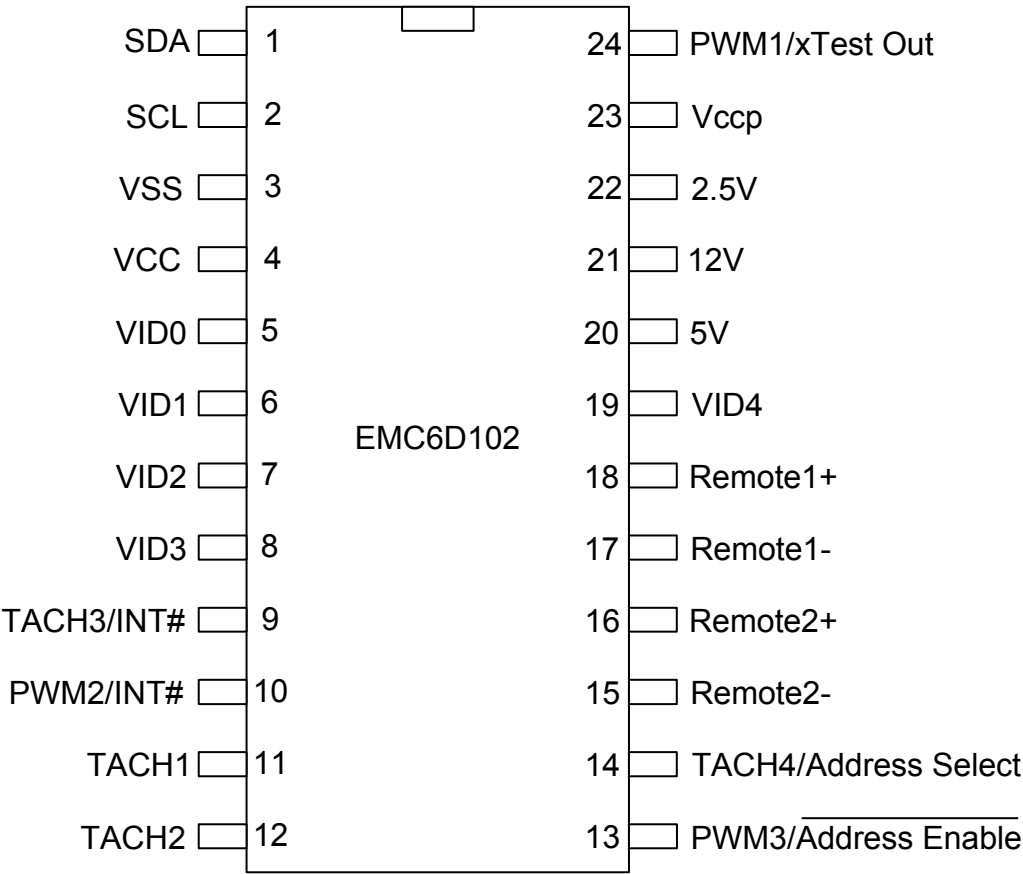 SDA 1 24 PWM1/xTest Out
SCL 2 23 Vccp
VSS 3 22 2.5V
VCC 4 21 12V
VID0 5 20 5V
VID1 6 19 VID4
EMC6D102
VID2 7 18 Remote1+
VID3 8 17 Remote1-
TACH3/INT# 9 16 Remote2+
PWM2/INT# 10 15 Remote2-
TACH1 11 14 TACH4/Address Select
TACH2 12 13 PWM3/Address Enable